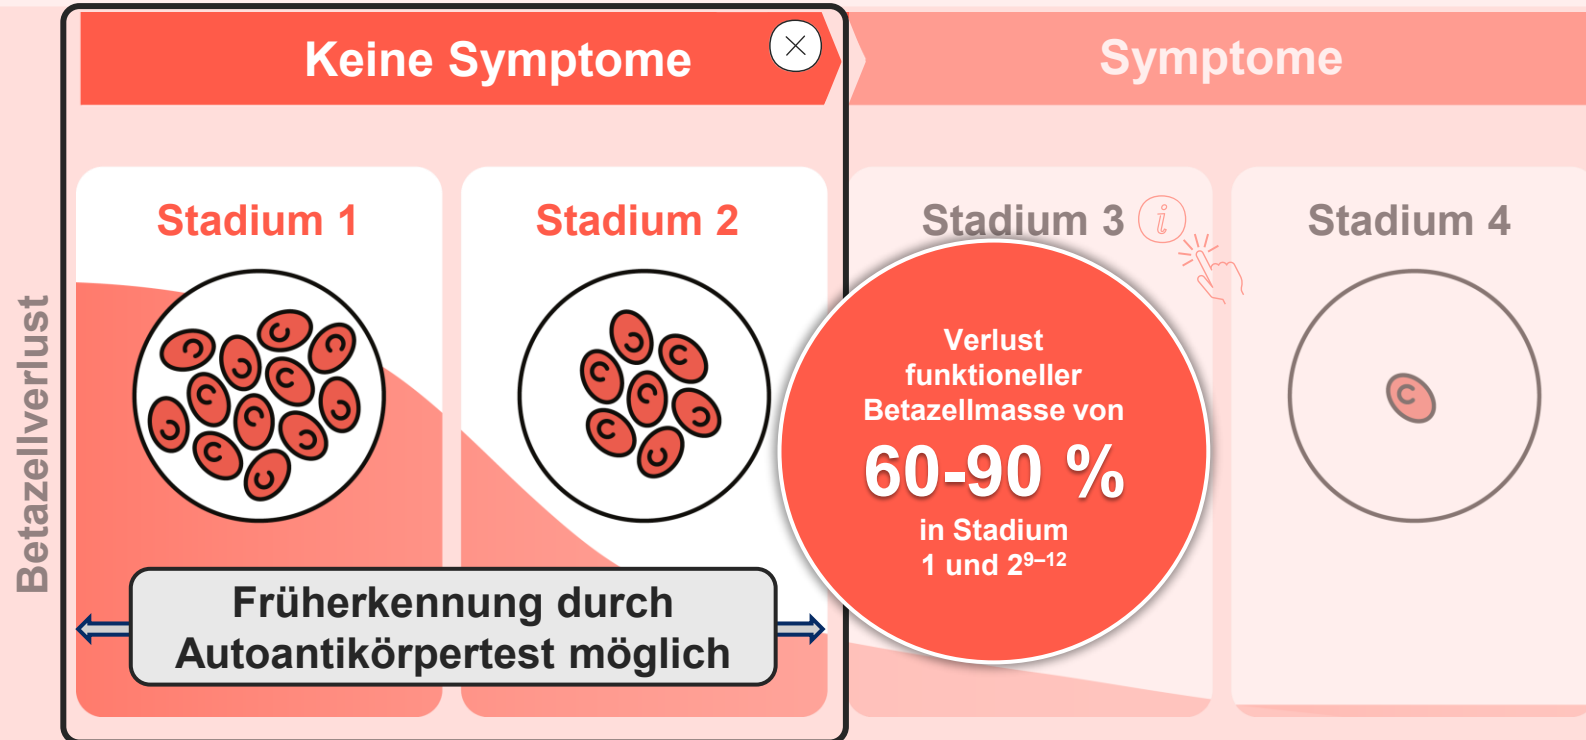 Keine Symptome
Symptome
Betazellverlust
Stadium 1
Stadium 2
Stadium 3 i
Stadium 4
Verlust
funktioneller
Betazellmasse von
60-90 %
in Stadium
1 und 2⁹⁻¹²
Früherkennung durch
Autoantikörpertest möglich